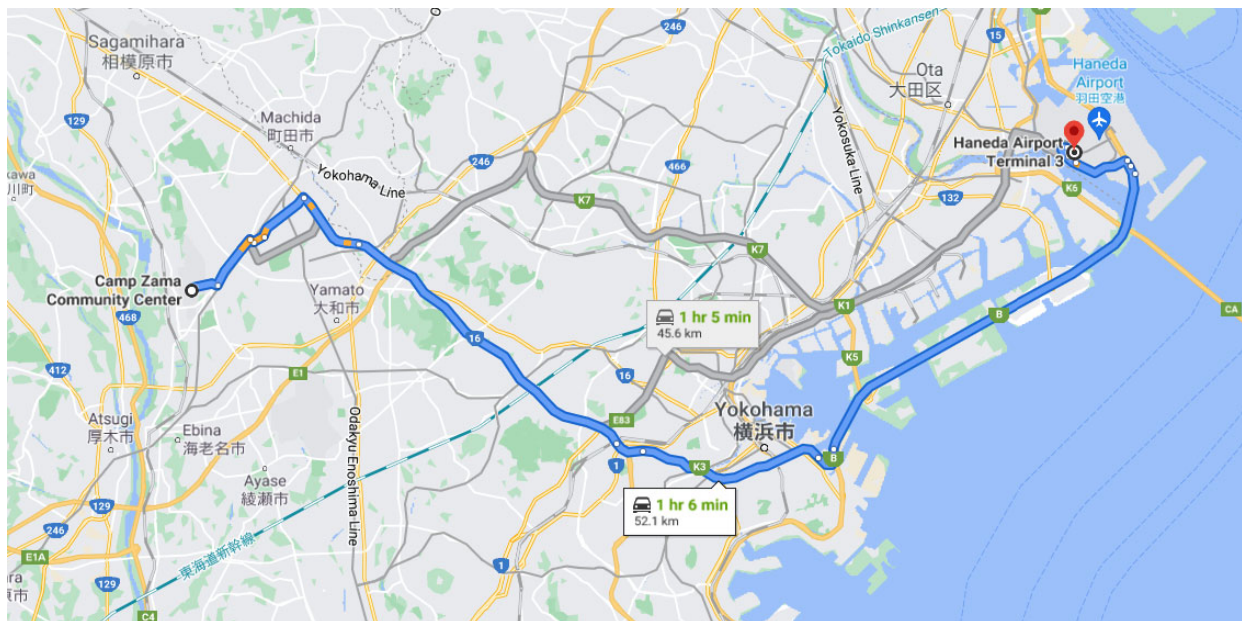 Sagamihara
相模原市
Machida
町田市
129
246
15
Tokaido Shinkansen
Ota
大田区
Haneda
Airport
羽田空港
Haneda Airport
Terminal 3
Yokohama Line
246
466
Yokosuka Line
132
K6
K7
K7
川町
129
Camp Zama
Community Center
Yamato
大和市
468
K1
B
CA
1 hr 5 min
45.6 km
16
K5
412
E1
16
Atsugi
厚木市
Ebina
海老名市
E83
Yokohama
横浜市
Odakyu Enoshima Line
Ayase
綾瀬市
1
K3
B
1 hr 6 min
52.1 km
129
246
E1A
東海道新幹線
1
129
C4